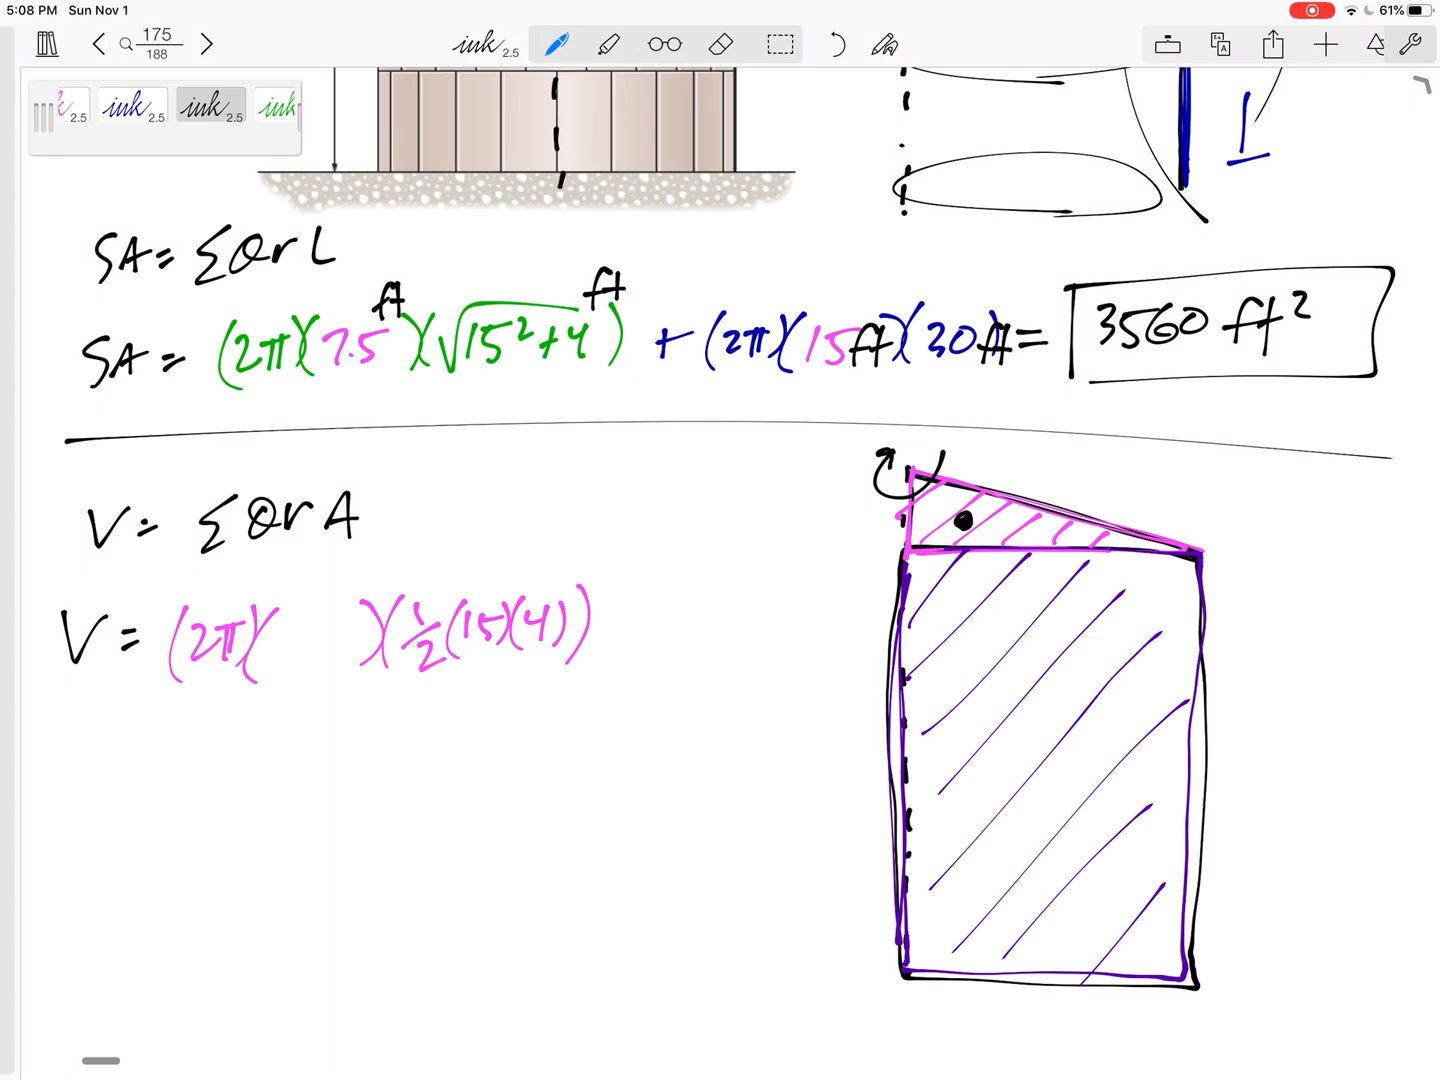 5:08 PM Sun Nov 1
61%
175
188
ink 2.5
2.5
ink 2.5
ink 2.5
ink
1
SA = ΣθrL
SA = (2π)(7.5 ft)(√15²+4² ft) + (2π)(15ft)(30ft) = 3560 ft²
V = ΣθrA
V = (2π)( )(½(15)(4))